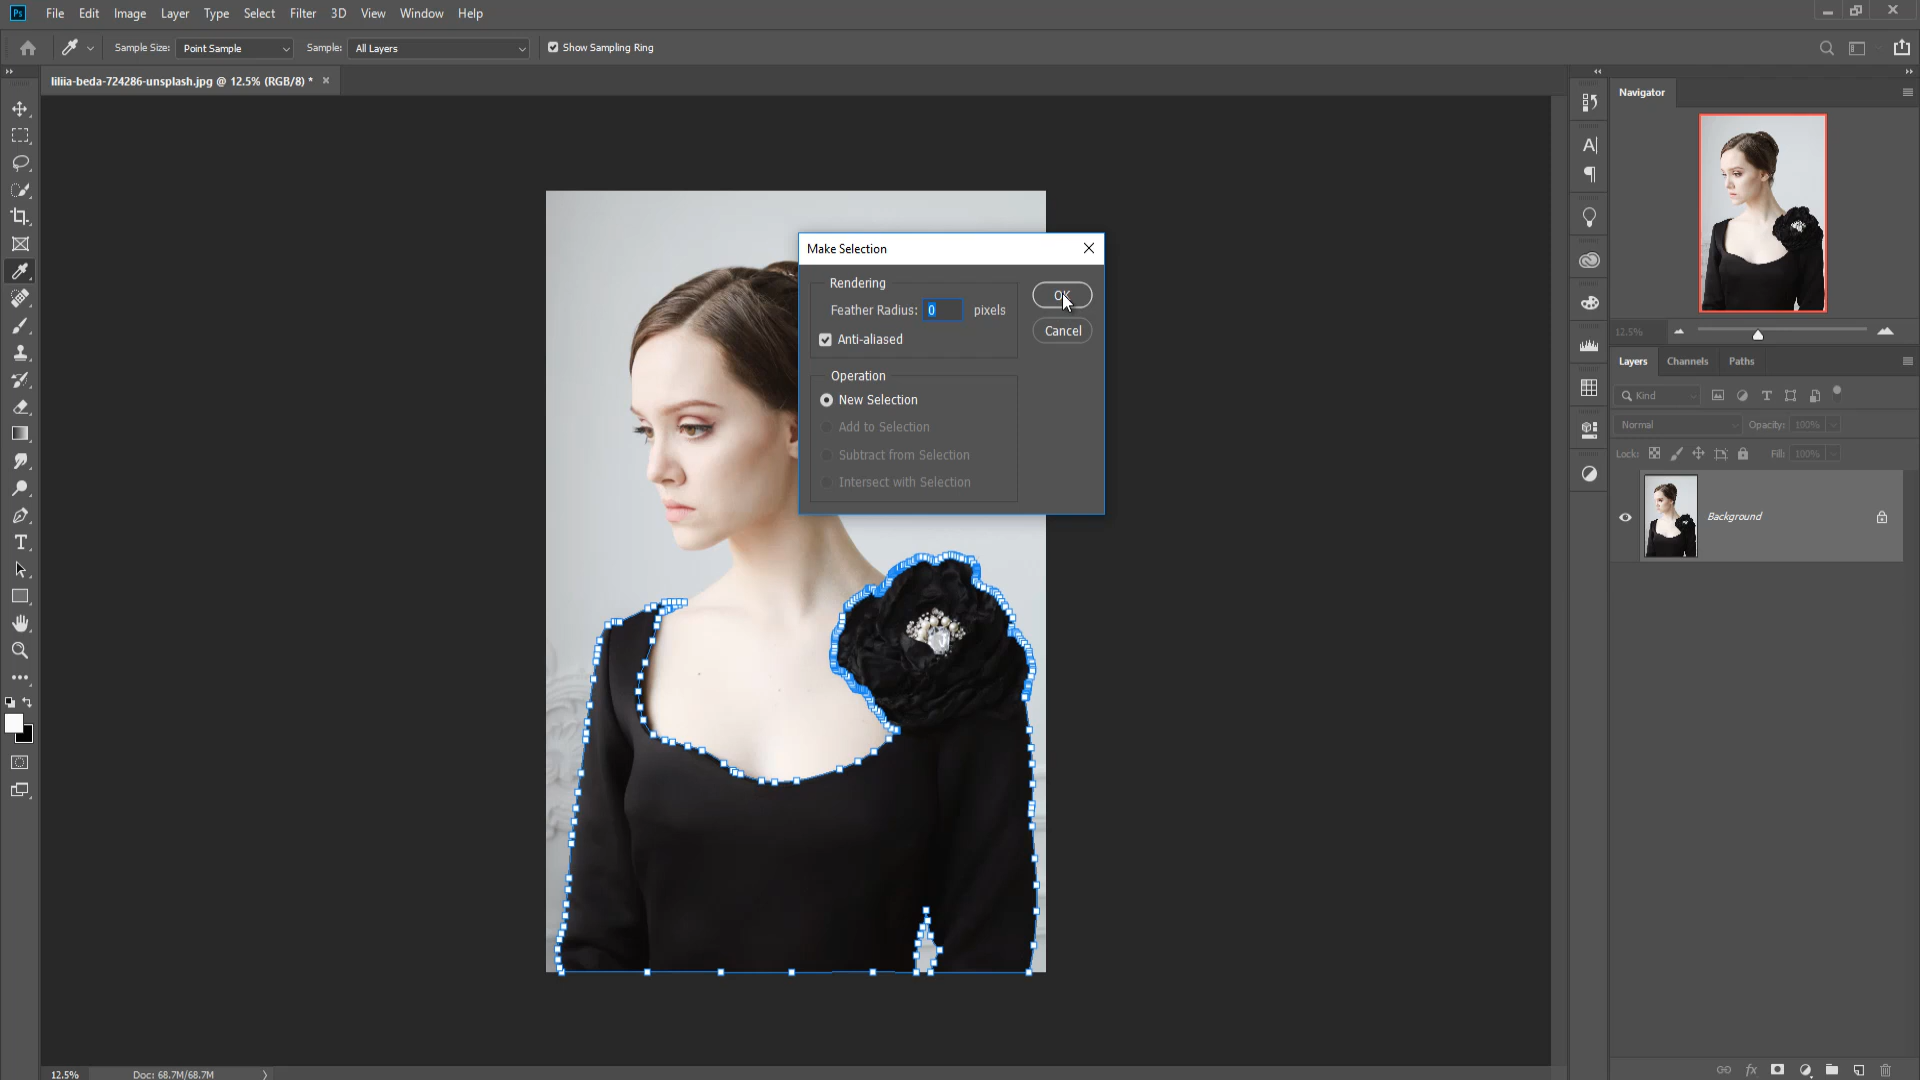 Ps File Edit Image Layer Type Select Filter 3D View Window Help
Sample Size: Point Sample Sample: All Layers Show Sampling Ring
liliia-beda-724286-unsplash.jpg @ 12.5% (RGB/8) *
Navigator
Make Selection
Rendering
Feather Radius: 0 pixels
OK
Anti-aliased
Cancel
Operation
New Selection
Add to Selection
Subtract from Selection
Intersect with Selection
12.5%
Layers Channels Paths
Kind
Normal Opacity: 100%
Lock: Fill: 100%
Background
12.5% Doc: 68.7M/68.7M